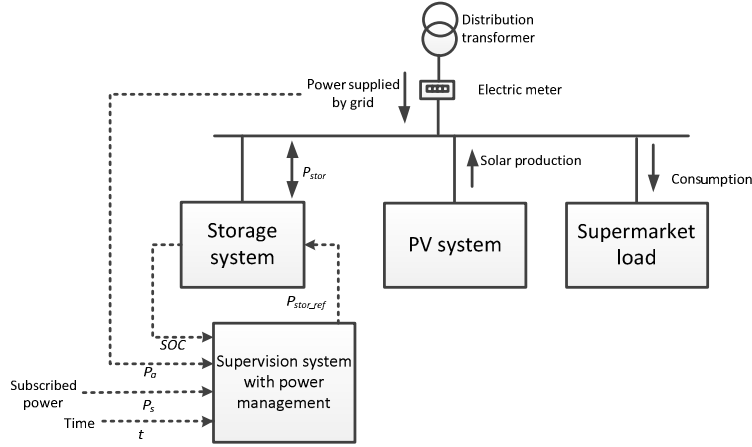 Distribution
transformer
Power supplied
by grid
Electric meter
P_stor
Solar production
Consumption
Storage
system
PV system
Supermarket
load
P_stor_ref
SOC
P_a
Supervision system
with power
management
Subscribed
power
P_s
Time
t